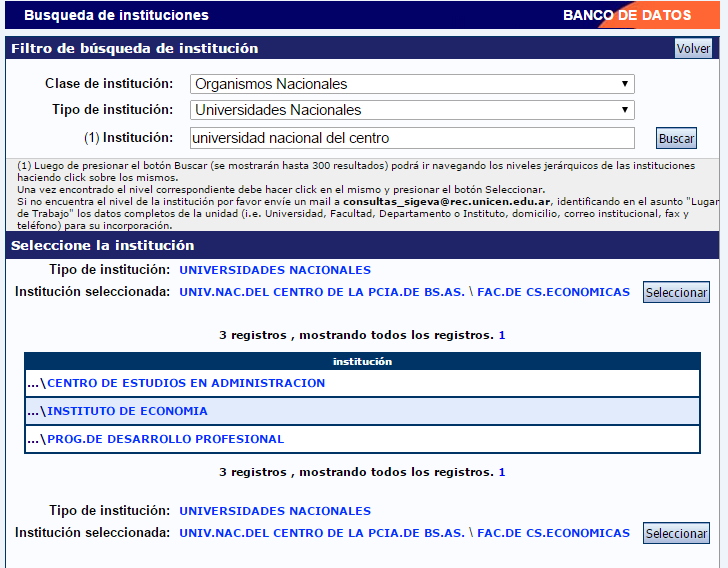 Busqueda de instituciones
BANCO DE DATOS
Filtro de búsqueda de institución
Volver
Clase de institución: Organismos Nacionales
Tipo de institución: Universidades Nacionales
(1) Institución: universidad nacional del centro
Buscar
(1) Luego de presionar el botón Buscar (se mostrarán hasta 300 resultados) podrá ir navegando los niveles jerárquicos de las instituciones
haciendo click sobre los mismos.
Una vez encontrado el nivel correspondiente debe hacer click en el mismo y presionar el botón Seleccionar.
Si no encuentra el nivel de la institución por favor envíe un mail a consultas_sigeva@rec.unicen.edu.ar, identificando en el asunto "Lugar
de Trabajo" los datos completos de la unidad (i.e. Universidad, Facultad, Departamento o Instituto, domicilio, correo institucional, fax y
teléfono) para su incorporación.
Seleccione la institución
Tipo de institución: UNIVERSIDADES NACIONALES
Institución seleccionada: UNIV.NAC.DEL CENTRO DE LA PCIA.DE BS.AS. \ FAC.DE CS.ECONOMICAS
Seleccionar
3 registros , mostrando todos los registros. 1
institución
...\CENTRO DE ESTUDIOS EN ADMINISTRACION
...\INSTITUTO DE ECONOMIA
...\PROG.DE DESARROLLO PROFESIONAL
3 registros , mostrando todos los registros. 1
Tipo de institución: UNIVERSIDADES NACIONALES
Institución seleccionada: UNIV.NAC.DEL CENTRO DE LA PCIA.DE BS.AS. \ FAC.DE CS.ECONOMICAS
Seleccionar